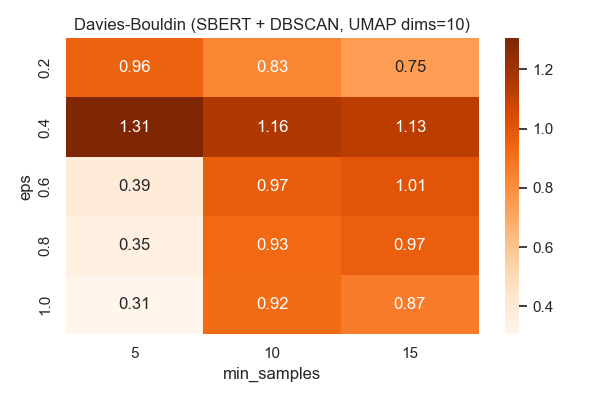 Davies-Bouldin (SBERT + DBSCAN, UMAP dims=10)
0.2 0.96 0.83 0.75
0.4 1.31 1.16 1.13
0.6 0.39 0.97 1.01
0.8 0.35 0.93 0.97
1.0 0.31 0.92 0.87
eps
5 10 15
min_samples
1.2
1.0
0.8
0.6
0.4